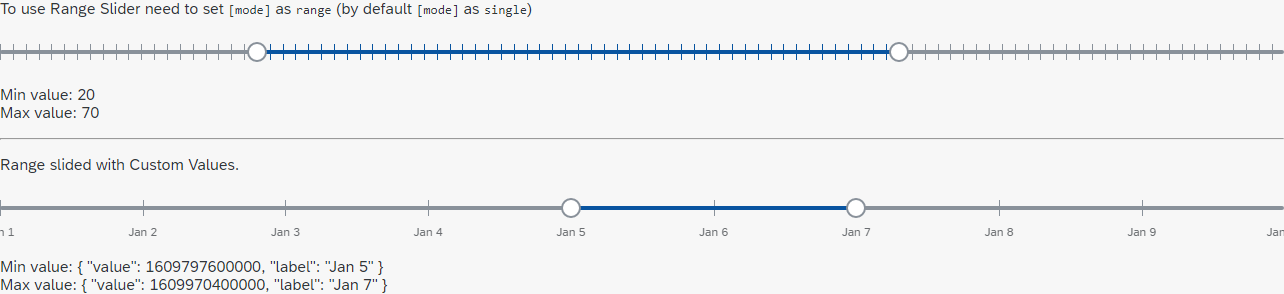 To use Range Slider need to set [mode] as range (by default [mode] as single)
Min value: 20
Max value: 70
Range slided with Custom Values.
n 1 Jan 2 Jan 3 Jan 4 Jan 5 Jan 6 Jan 7 Jan 8 Jan 9 Jan
Min value: { "value": 1609797600000, "label": "Jan 5" }
Max value: { "value": 1609970400000, "label": "Jan 7" }